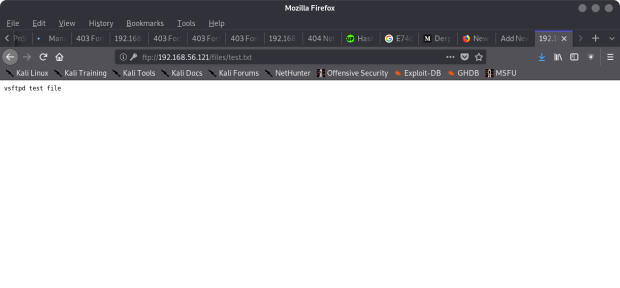 Mozilla Firefox
File Edit View History Bookmarks Tools Help
Man 403 For 192.168 403 For 403 For 403 For 192.168 404 Not Hash E74 M Des New Add Ne 192.1
ftp://192.168.56.121/files/test.txt
Kali Linux Kali Training Kali Tools Kali Docs Kali Forums NetHunter Offensive Security Exploit-DB GHDB MSFU
vsftpd test file